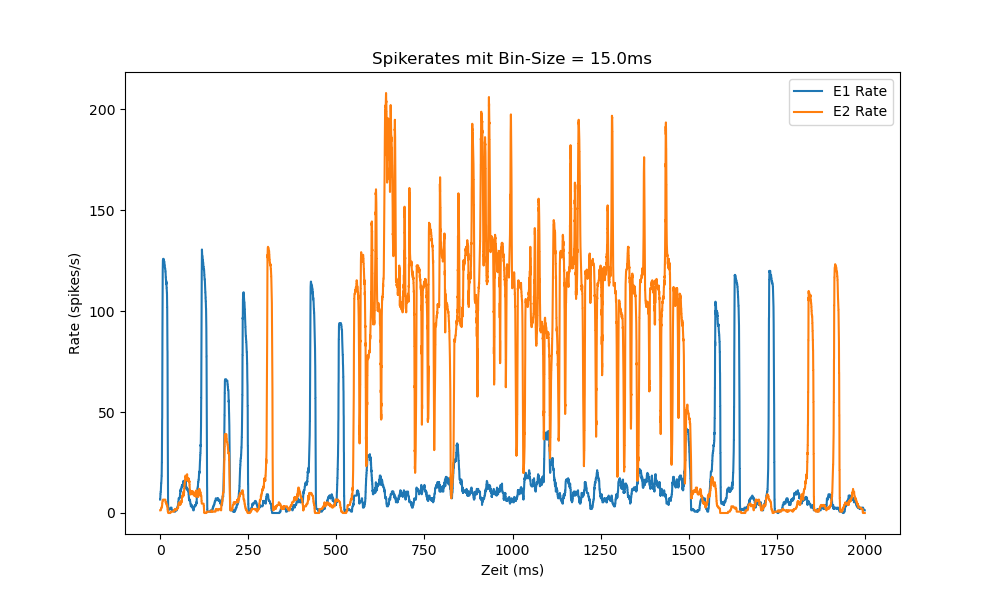 Spikerates mit Bin-Size = 15.0ms
E1 Rate
E2 Rate
200
150
100
50
0
Rate (spikes/s)
0 250 500 750 1000 1250 1500 1750 2000
Zeit (ms)